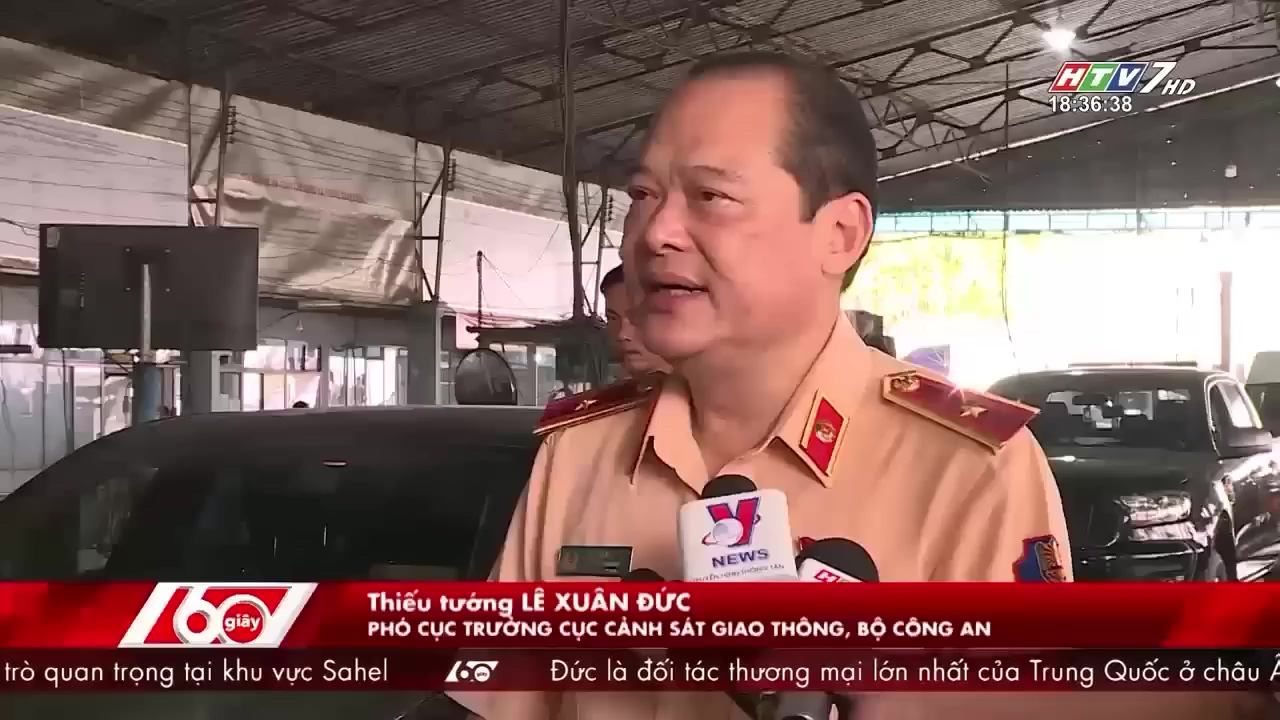 HTV7 HD
18:36:38
NEWS
60 giây
Thiếu tướng LÊ XUÂN ĐỨC
PHÓ CỤC TRƯỞNG CỤC CẢNH SÁT GIAO THÔNG, BỘ CÔNG AN
trò quan trọng tại khu vực Sahel 60 giây Đức là đối tác thương mại lớn nhất của Trung Quốc ở châu